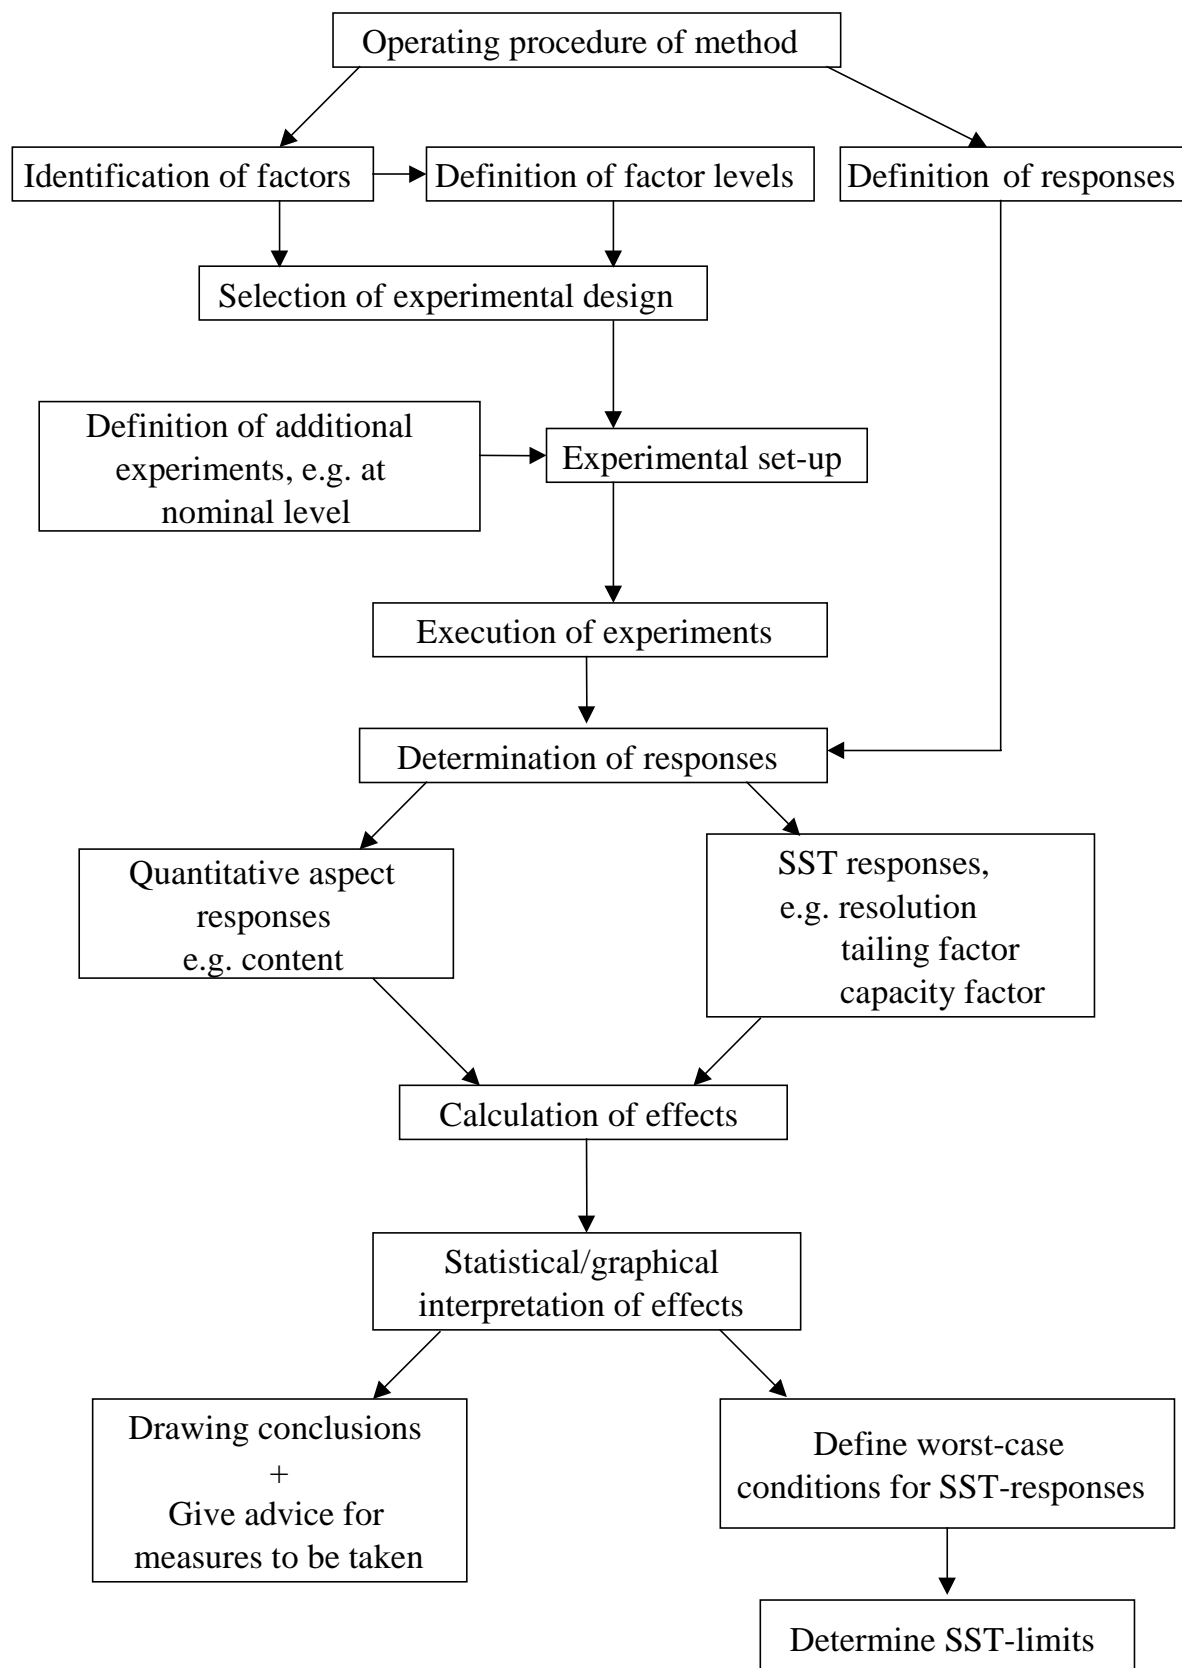 Operating procedure of method
Identification of factors
Definition of factor levels
Definition of responses
Selection of experimental design
Definition of additional
experiments, e.g. at
nominal level
Experimental set-up
Execution of experiments
Determination of responses
Quantitative aspect
responses
e.g. content
SST responses,
e.g. resolution
tailing factor
capacity factor
Calculation of effects
Statistical/graphical
interpretation of effects
Drawing conclusions
+
Give advice for
measures to be taken
Define worst-case
conditions for SST-responses
Determine SST-limits